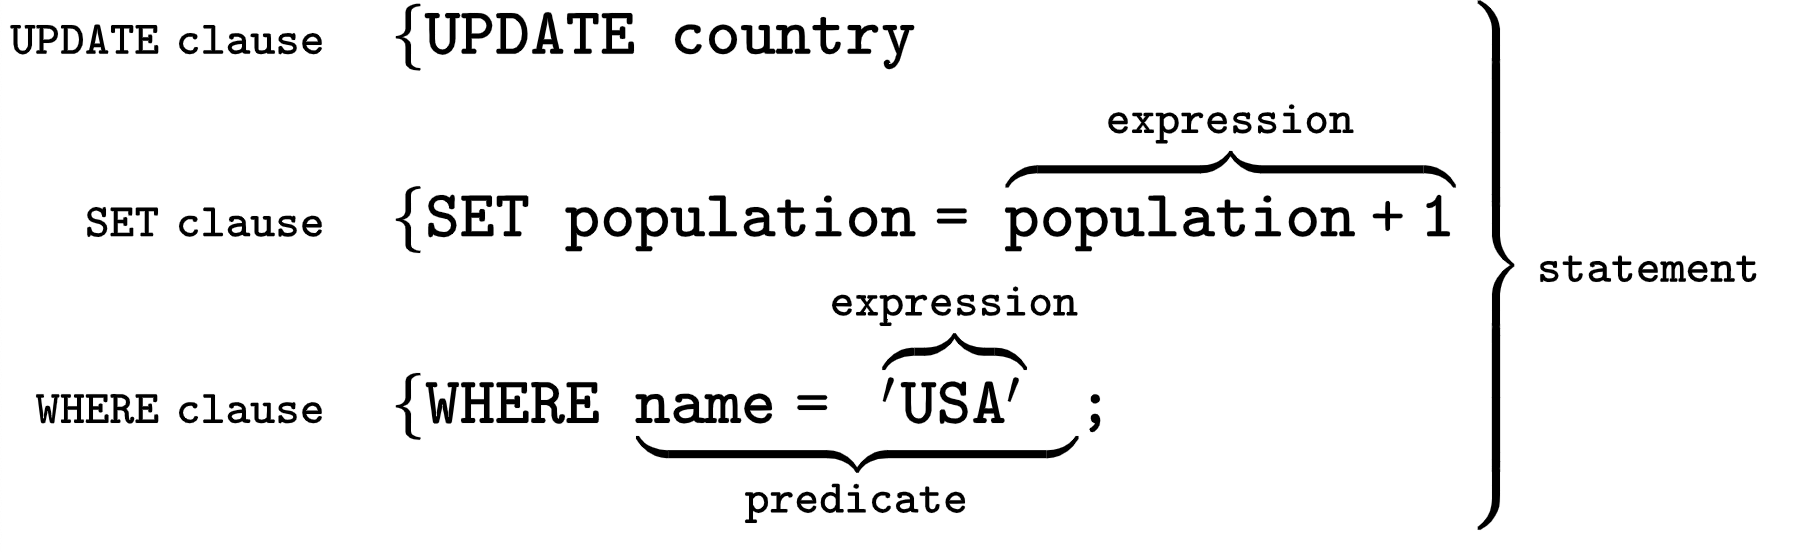 UPDATE clause {UPDATE country
expression
SET clause {SET population = population + 1
statement
expression
WHERE clause {WHERE name = 'USA' ;
predicate